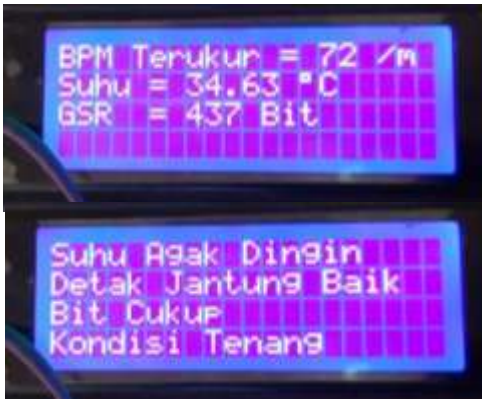 BPM Terukur = 72 /m
Suhu = 34.63 °C
GSR = 437 Bit
Suhu Agak Dingin
Detak Jantung Baik
Bit Cukup
Kondisi Tenang